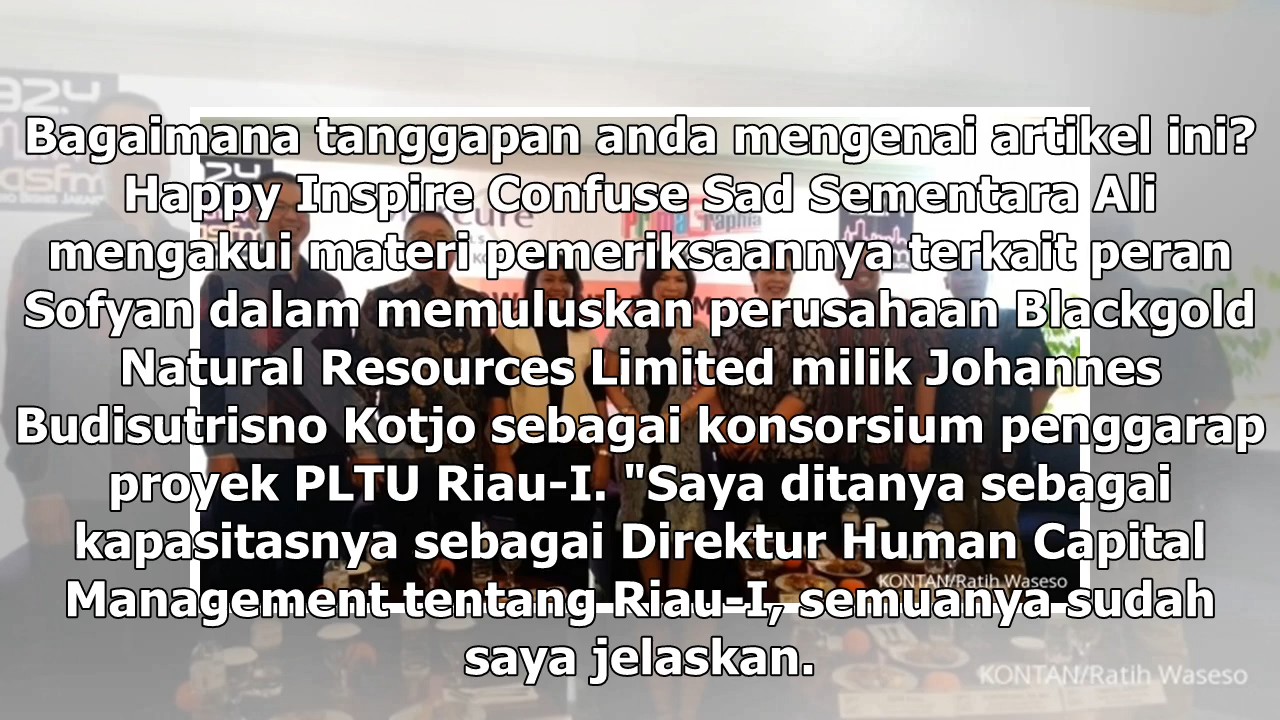 Bagaimana tanggapan anda mengenai artikel ini?
Happy Inspire Confuse Sad Sementara Ali
mengakui materi pemeriksaannya terkait peran
Sofyan dalam memuluskan perusahaan Blackgold
Natural Resources Limited milik Johannes
Budisutrisno Kotjo sebagai konsorsium penggarap
proyek PLTU Riau-I. "Saya ditanya sebagai
kapasitasnya sebagai Direktur Human Capital
Management tentang Riau-I, semuanya sudah
saya jelaskan.
KONTAN/Ratih Waseso
KONTAN/Ratih Waseso